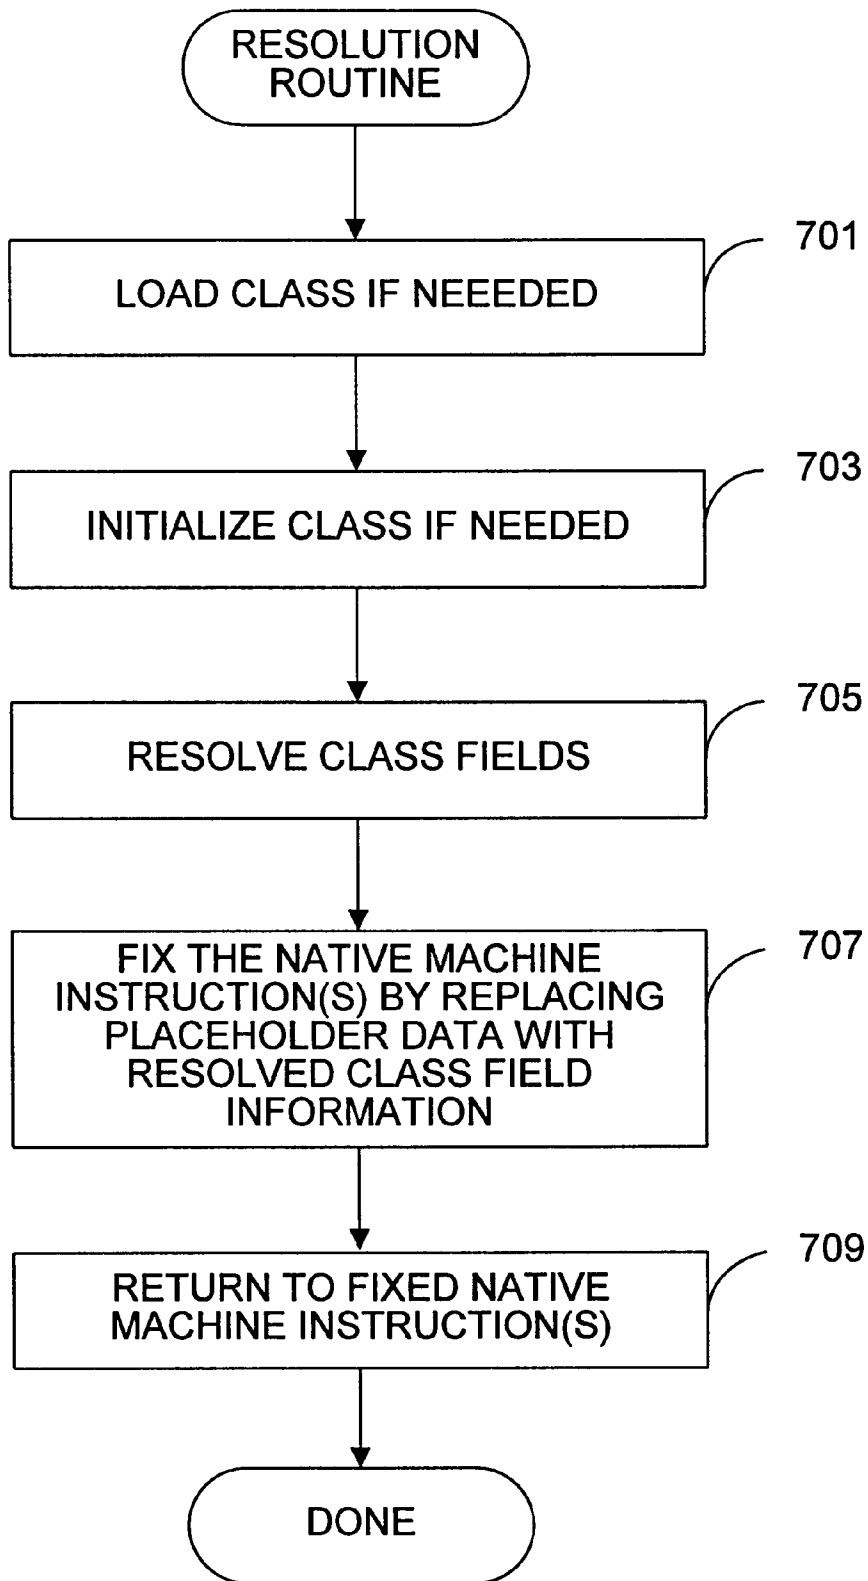 RESOLUTION
ROUTINE
701
LOAD CLASS IF NEEEDED
703
INITIALIZE CLASS IF NEEDED
705
RESOLVE CLASS FIELDS
707
FIX THE NATIVE MACHINE
INSTRUCTION(S) BY REPLACING
PLACEHOLDER DATA WITH
RESOLVED CLASS FIELD
INFORMATION
709
RETURN TO FIXED NATIVE
MACHINE INSTRUCTION(S)
DONE